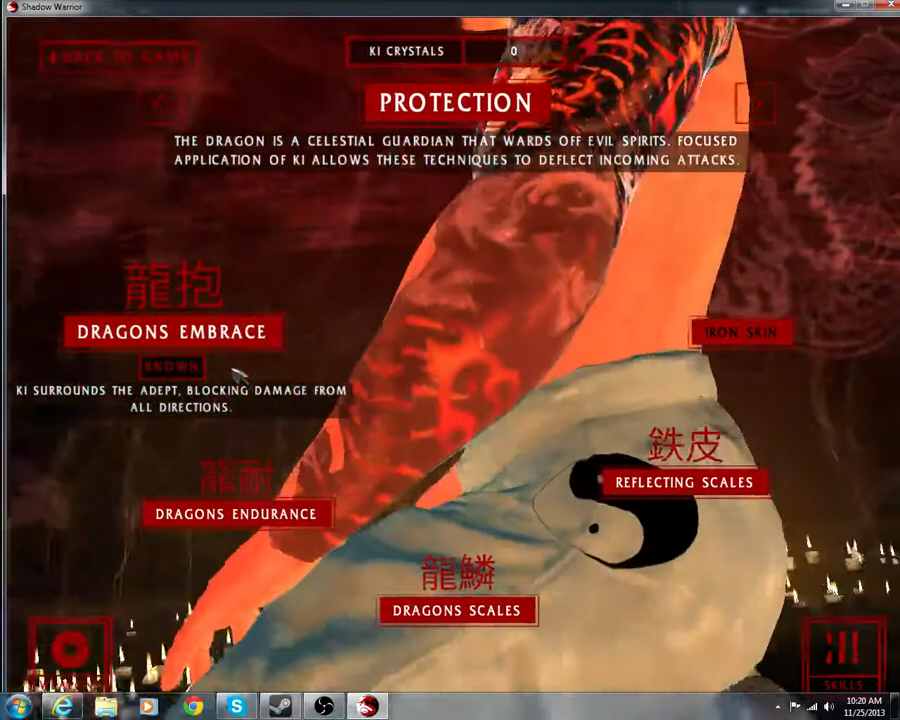 Shadow Warrior
BACK TO GAME
KI CRYSTALS 0
PROTECTION
THE DRAGON IS A CELESTIAL GUARDIAN THAT WARDS OFF EVIL SPIRITS. FOCUSED
APPLICATION OF KI ALLOWS THESE TECHNIQUES TO DEFLECT INCOMING ATTACKS.
龍抱
DRAGONS EMBRACE
KNOWN
KI SURROUNDS THE ADEPT, BLOCKING DAMAGE FROM
ALL DIRECTIONS.
IRON SKIN
鉄皮
REFLECTING SCALES
龍耐
DRAGONS ENDURANCE
龍鱗
DRAGONS SCALES
SKILLS
10:20 AM
11/25/2013